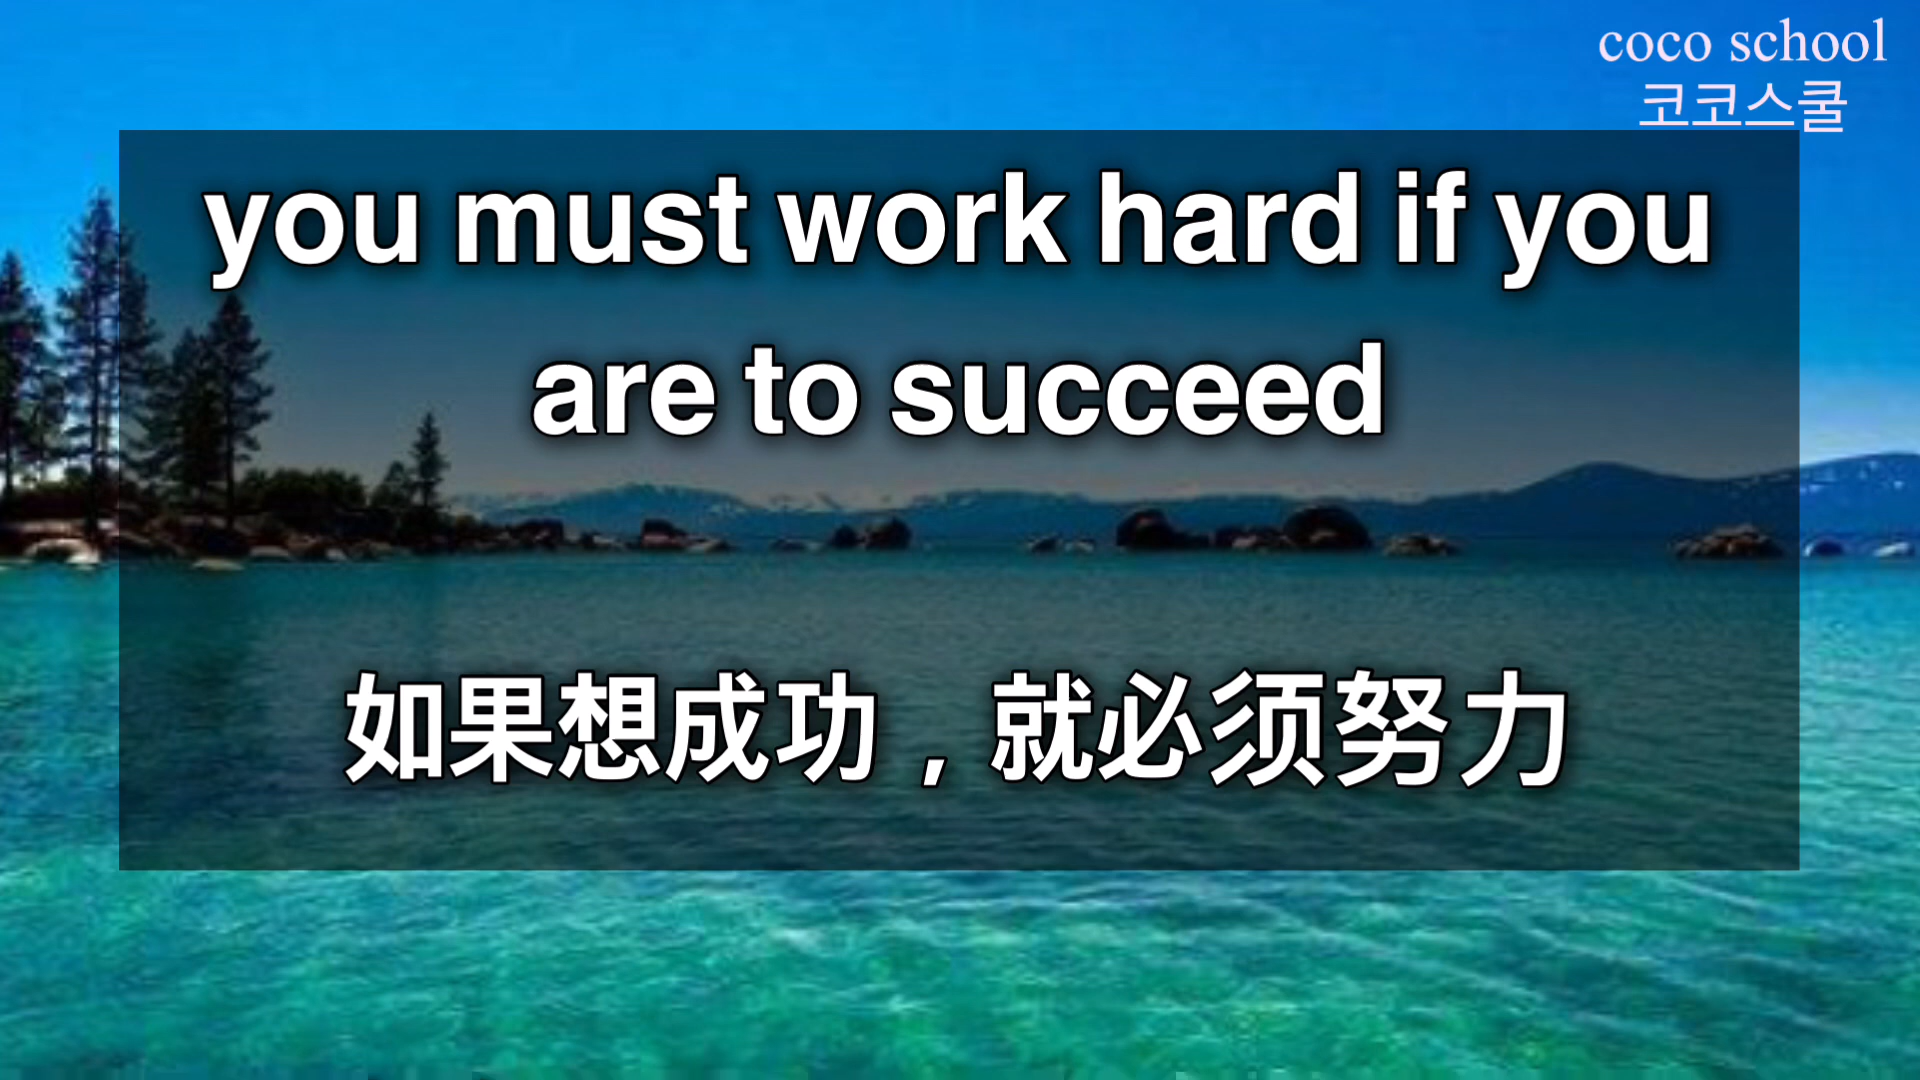 coco school
코코스쿨
you must work hard if you
are to succeed
如果想成功，就必须努力